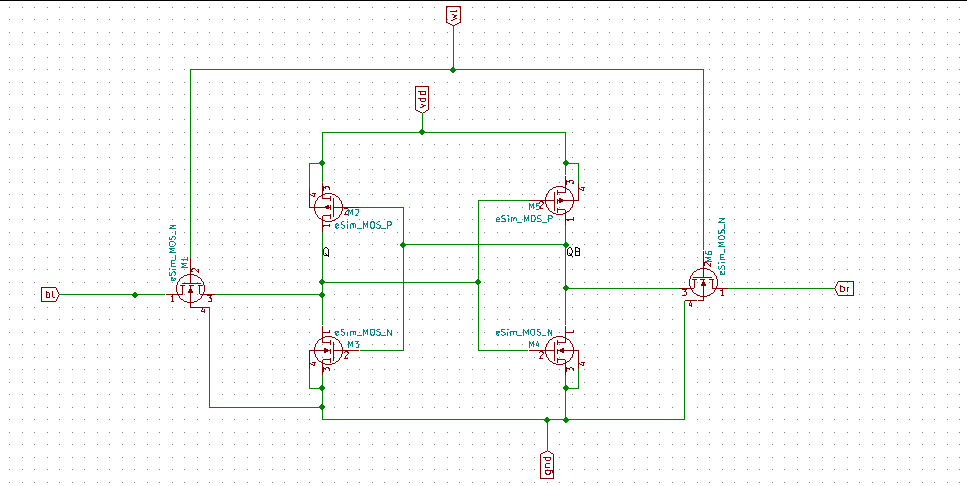 wl
vdd
3
4
M2
2
1
eSim_MOS_P
3
4
M5
2
1
eSim_MOS_P
eSim_MOS_N
M1
2
1
3
4
eSim_MOS_N
M6
2
3
1
4
Q
QB
bl
br
eSim_MOS_N
1
M3
2
4
3
eSim_MOS_N
1
M4
2
4
3
gnd